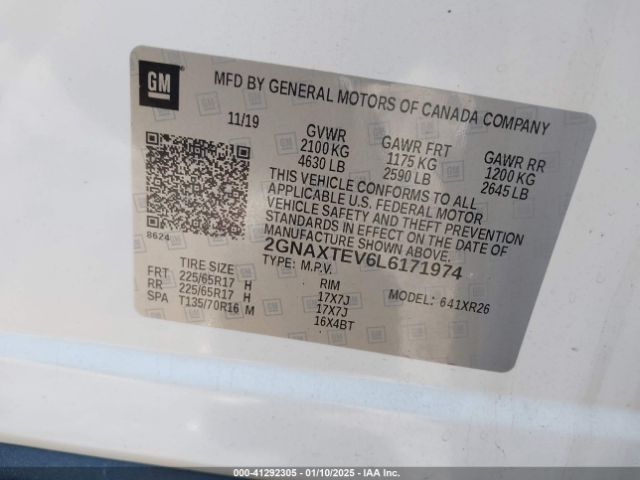 GM
MFD BY GENERAL MOTORS OF CANADA COMPANY
11/19
GVWR
2100 KG
4630 LB
GAWR FRT
1175 KG
2590 LB
GAWR RR
1200 KG
2645 LB
THIS VEHICLE CONFORMS TO ALL
APPLICABLE U.S. FEDERAL MOTOR
VEHICLE SAFETY AND THEFT PREVENTION
STANDARDS IN EFFECT ON THE DATE OF
MANUFACTURE SHOWN ABOVE.
8624
2GNAXTEV6L6171974
TYPE: M.P.V.
MODEL: 641XR26
TIRE SIZE
FRT 225/65R17 H
RR 225/65R17 H
SPA T135/70R16 M
RIM
17X7J
17X7J
16X4BT
000-41292305 - 01/10/2025 - IAA Inc.